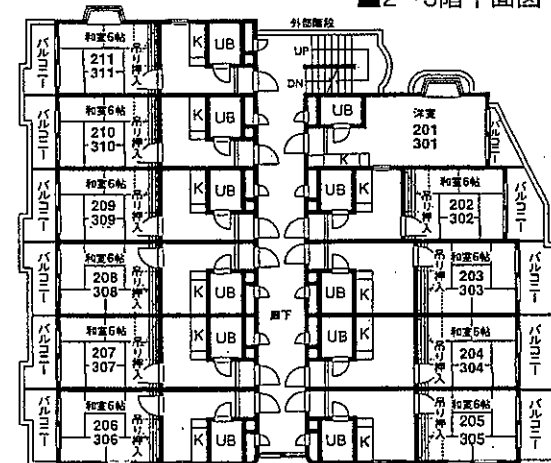 ■2～3階平面図
外部階段
UP
DN
バルコニー
和室6帖
211
311
吊り押入
K
UB
バルコニー
和室6帖
210
310
吊り押入
K
UB
バルコニー
和室6帖
209
309
吊り押入
K
UB
バルコニー
和室6帖
208
308
吊り押入
K
UB
バルコニー
和室6帖
207
307
吊り押入
K
UB
バルコニー
和室6帖
206
306
吊り押入
K
UB
廊下
UB
洋室
201
301
K
バルコニー
UB
K
和室6帖
202
302
吊り押入
バルコニー
UB
K
和室6帖
203
303
吊り押入
バルコニー
UB
K
和室6帖
204
304
吊り押入
バルコニー
UB
K
和室6帖
205
305
吊り押入
バルコニー